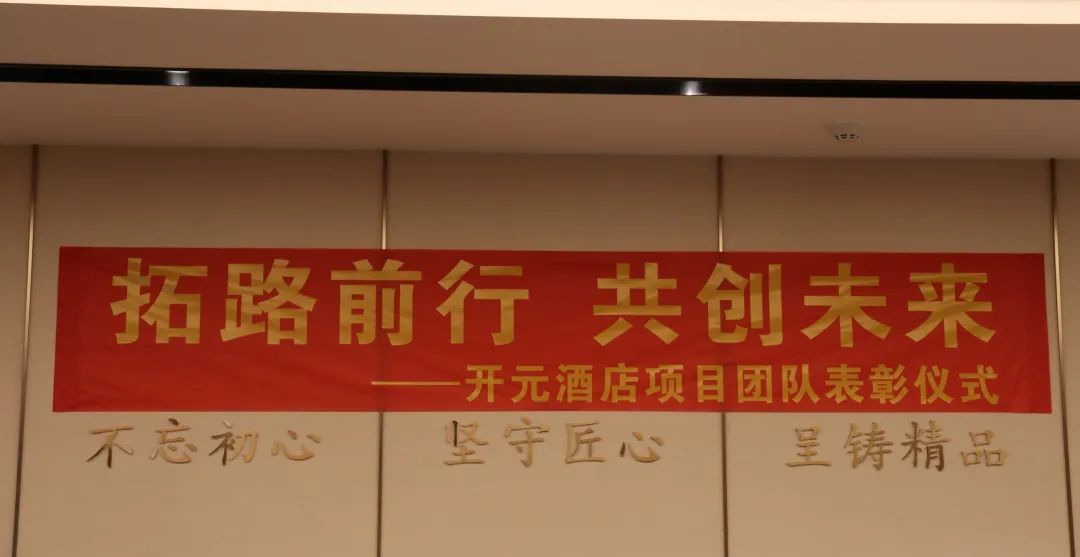 拓路前行 共创未来
——开元酒店项目团队表彰仪式
不忘初心 坚守匠心 呈铸精品